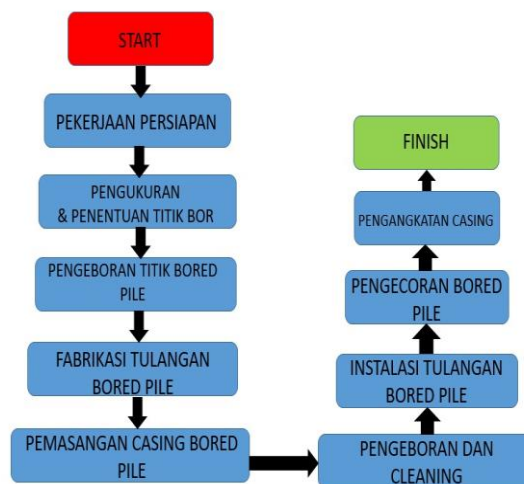 START
PEKERJAAN PERSIAPAN
PENGUKURAN
& PENENTUAN TITIK BOR
PENGEBORAN TITIK BORED
PILE
FABRIKASI TULANGAN
BORED PILE
PEMASANGAN CASING BORED
PILE
PENGEBORAN DAN
CLEANING
INSTALASI TULANGAN
BORED PILE
PENGECORAN BORED
PILE
PENGANGKATAN CASING
FINISH